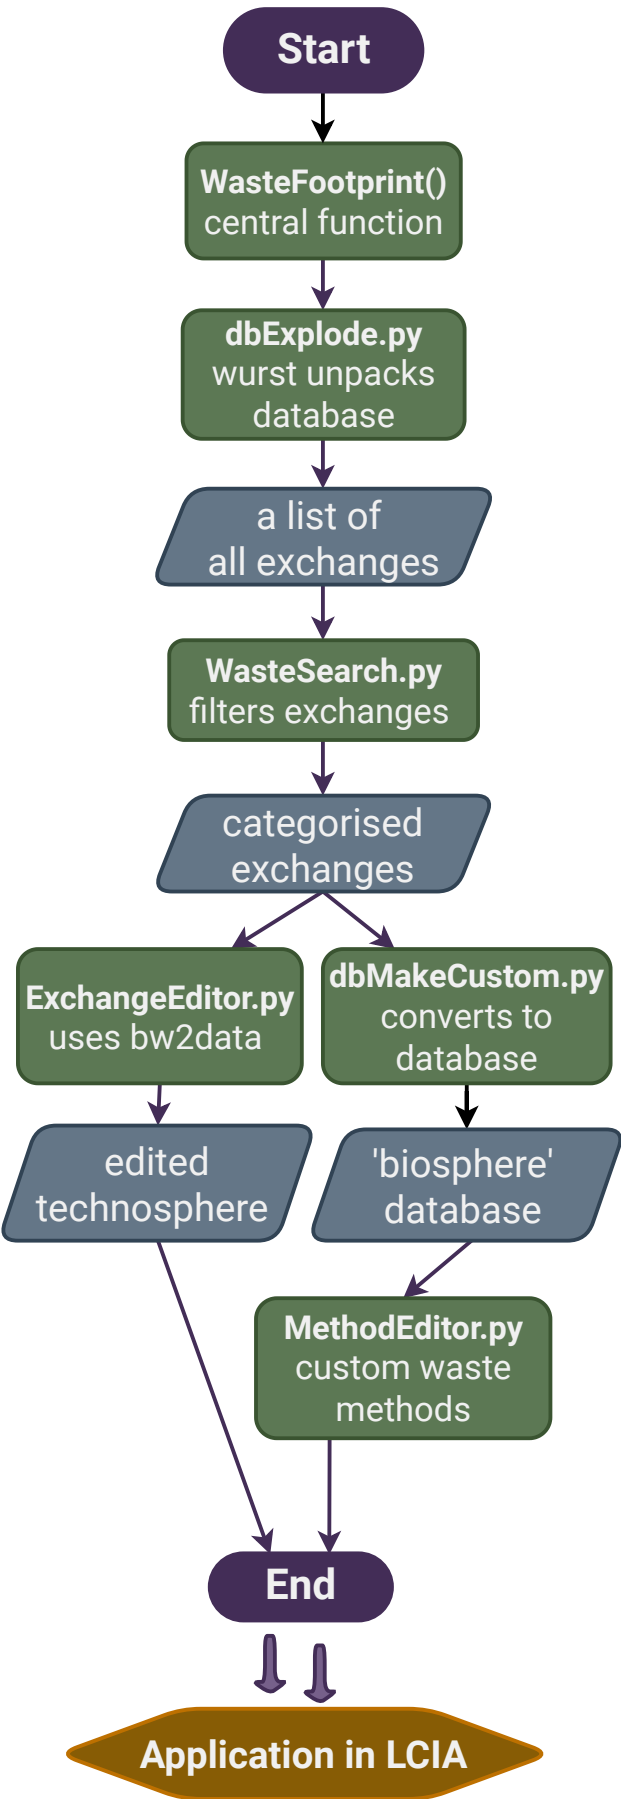 Start
WasteFootprint()
central function
dbExplode.py
wurst unpacks
database
a list of
all exchanges
WasteSearch.py
filters exchanges
categorised
exchanges
ExchangeEditor.py
uses bw2data
dbMakeCustom.py
converts to
database
edited
technosphere
'biosphere'
database
MethodEditor.py
custom waste
methods
End
Application in LCIA